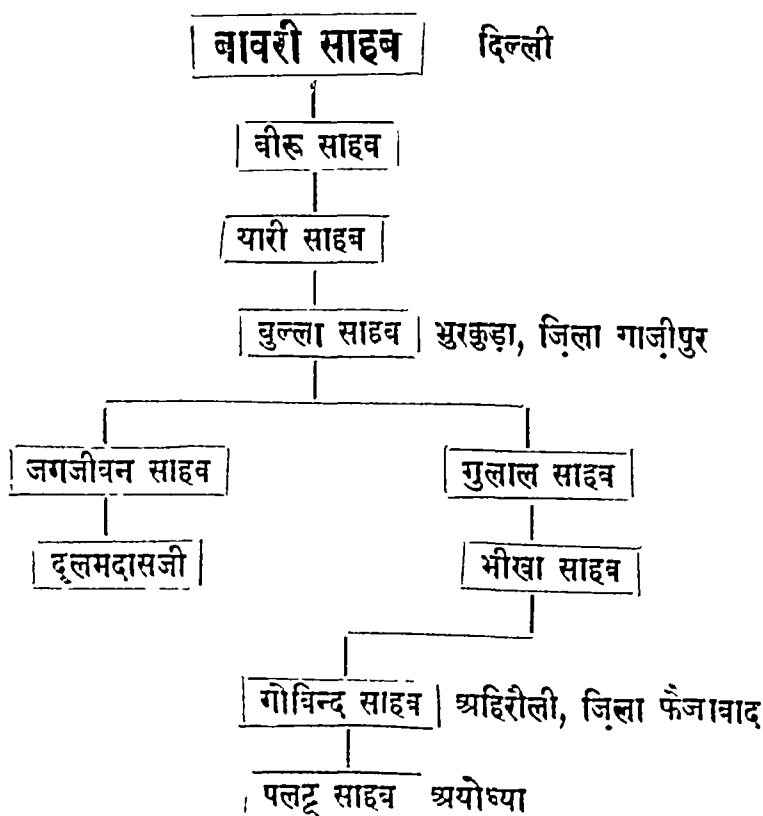 बावरी साहब दिल्ली
बीरू साहब
यारी साहब
बुल्ला साहब भुरकुड़ा, ज़िला गाज़ीपुर
जगजीवन साहब गुलाल साहब
दूलमदासजी भीखा साहब
गोविन्द साहब अहिरौली, ज़िला फैजाबाद
पलटू साहब अयोध्या